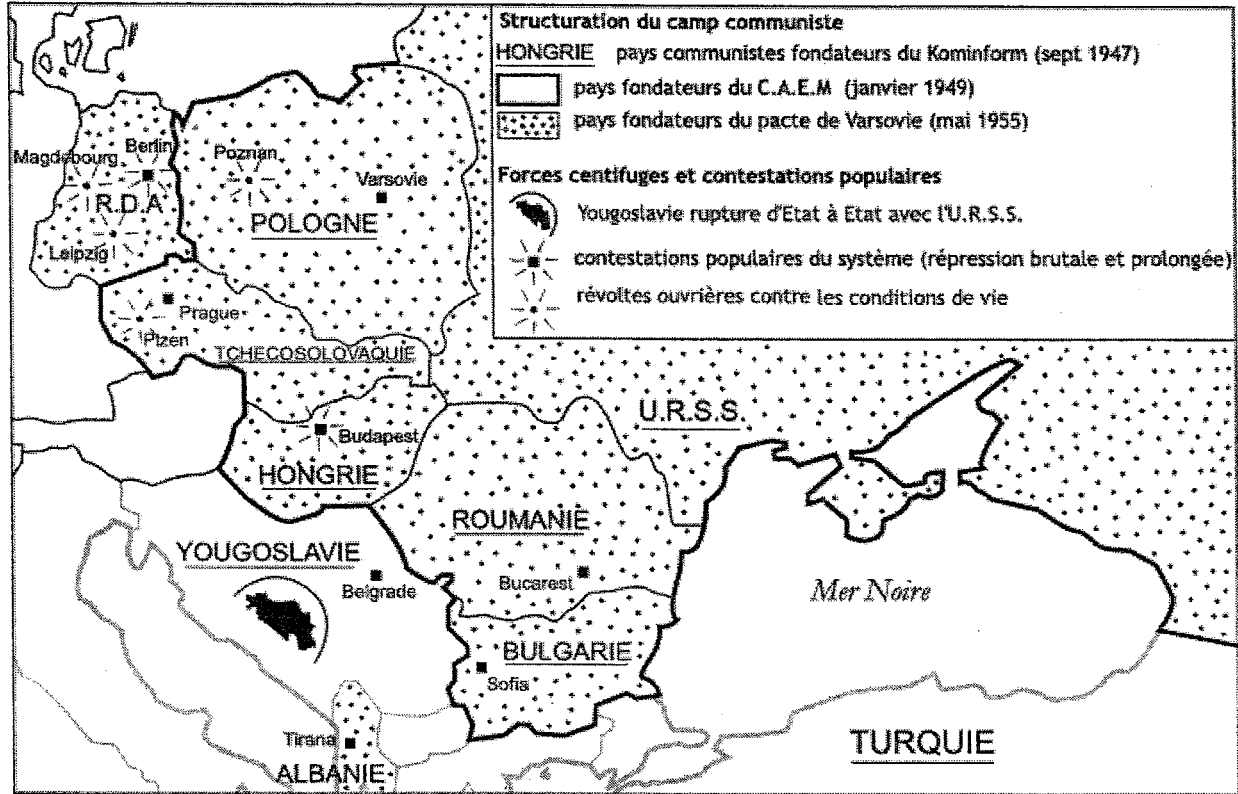 Structuration du camp communiste
HONGRIE pays communistes fondateurs du Kominform (sept 1947)
pays fondateurs du C.A.E.M (janvier 1949)
pays fondateurs du pacte de Varsovie (mai 1955)
Forces centifuges et contestations populaires
Yougoslavie rupture d'Etat à Etat avec l'U.R.S.S.
contestations populaires du système (répression brutale et prolongée)
révoltes ouvrières contre les conditions de vie
Magdebourg
Berlin
R.D.A
Leipzig
Poznan
Varsovie
POLOGNE
Prague
Plzen
TCHECOSOLOVAQUIE
Budapest
HONGRIE
U.R.S.S.
ROUMANIE
Bucarest
YOUGOSLAVIE
Belgrade
Mer Noire
BULGARIE
Sofia
Tirana
ALBANIE
TURQUIE